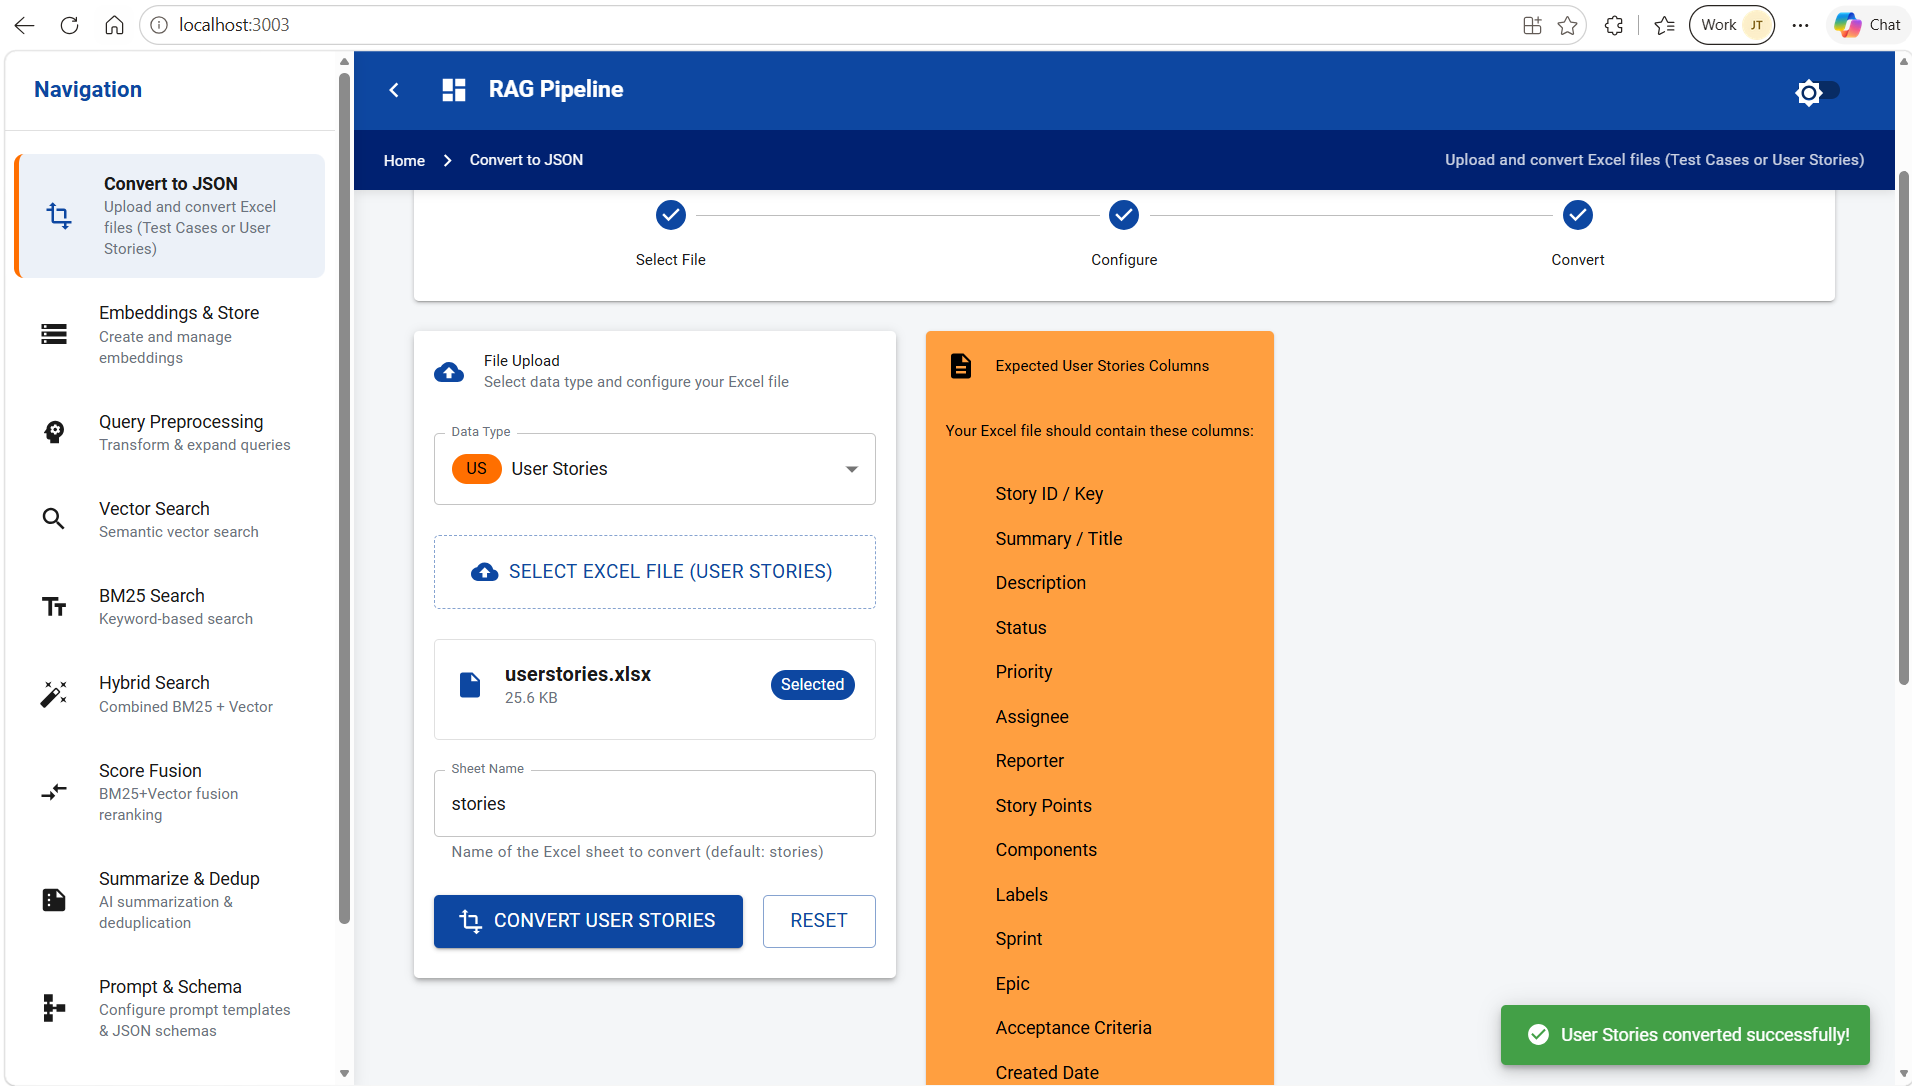 localhost:3003
Work
JT
Chat
Navigation
Convert to JSON
Upload and convert Excel
files (Test Cases or User
Stories)
Embeddings & Store
Create and manage
embeddings
Query Preprocessing
Transform & expand queries
Vector Search
Semantic vector search
BM25 Search
Keyword-based search
Hybrid Search
Combined BM25 + Vector
Score Fusion
BM25+Vector fusion
reranking
Summarize & Dedup
AI summarization &
deduplication
Prompt & Schema
Configure prompt templates
& JSON schemas
RAG Pipeline
Home
Convert to JSON
Upload and convert Excel files (Test Cases or User Stories)
Select File
Configure
Convert
File Upload
Select data type and configure your Excel file
Data Type
US
User Stories
SELECT EXCEL FILE (USER STORIES)
userstories.xlsx
25.6 KB
Selected
Sheet Name
stories
Name of the Excel sheet to convert (default: stories)
CONVERT USER STORIES
RESET
Expected User Stories Columns
Your Excel file should contain these columns:
Story ID / Key
Summary / Title
Description
Status
Priority
Assignee
Reporter
Story Points
Components
Labels
Sprint
Epic
Acceptance Criteria
Created Date
User Stories converted successfully!